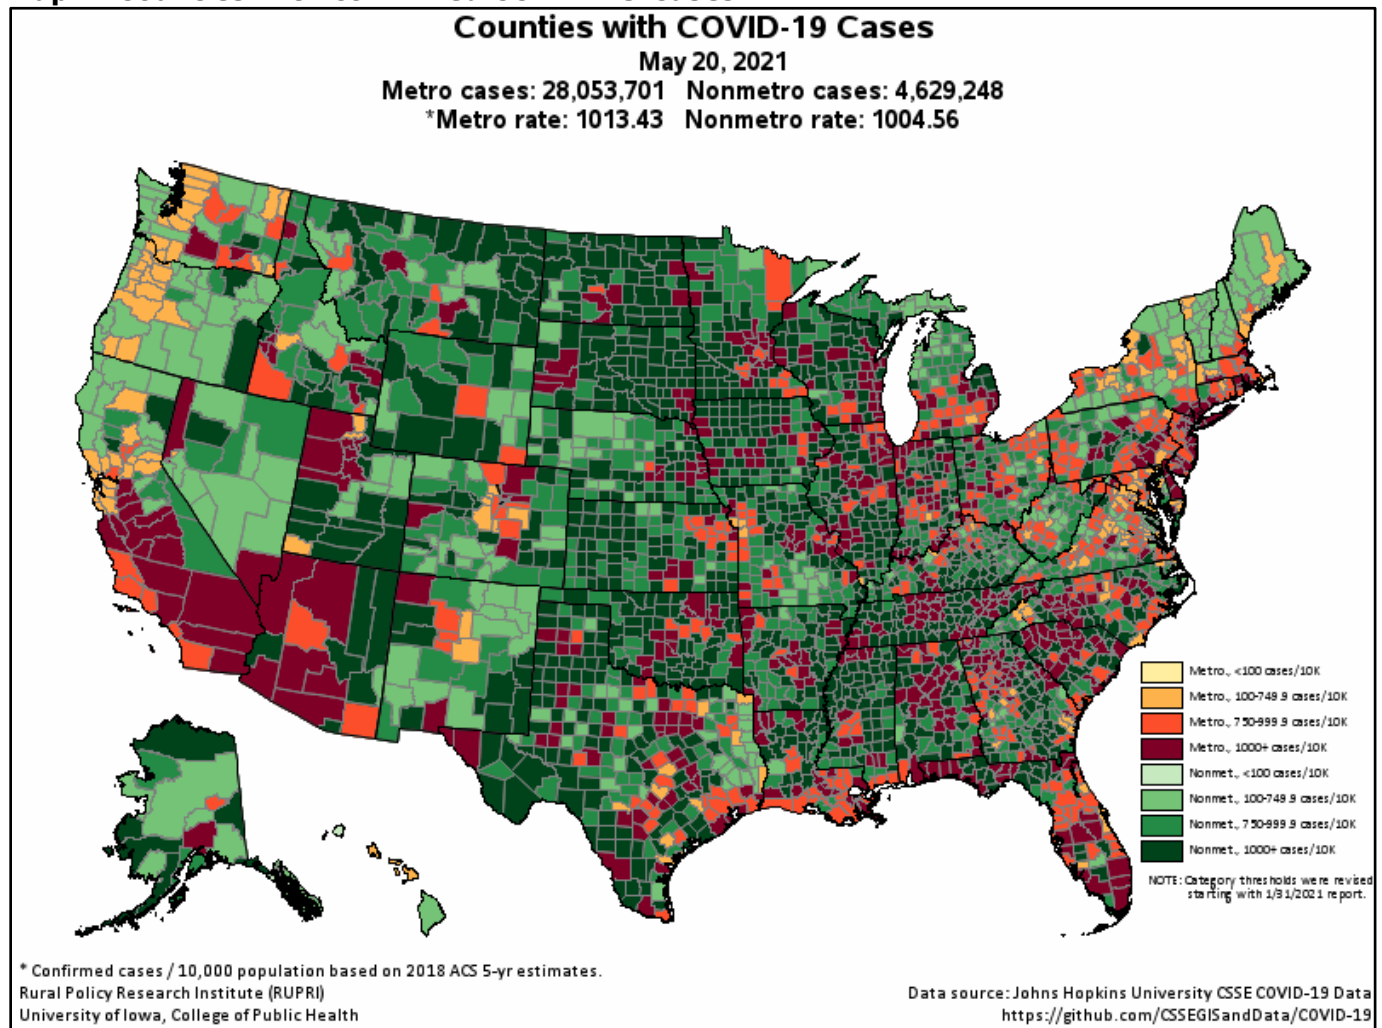 Counties with COVID-19 Cases
May 20, 2021
Metro cases: 28,053,701 Nonmetro cases: 4,629,248
*Metro rate: 1013.43 Nonmetro rate: 1004.56
Metro., <100 cases/10K
Metro., 100-749.9 cases/10K
Metro., 750-999.9 cases/10K
Metro., 1000+ cases/10K
Nonmet., <100 cases/10K
Nonmet., 100-749.9 cases/10K
Nonmet., 750-999.9 cases/10K
Nonmet., 1000+ cases/10K
NOTE: Category thresholds were revised
starting with 1/31/2021 report.
* Confirmed cases / 10,000 population based on 2018 ACS 5-yr estimates.
Rural Policy Research Institute (RUPRI)
University of Iowa, College of Public Health
Data source: Johns Hopkins University CSSE COVID-19 Data
https://github.com/CSSEGISandData/COVID-19